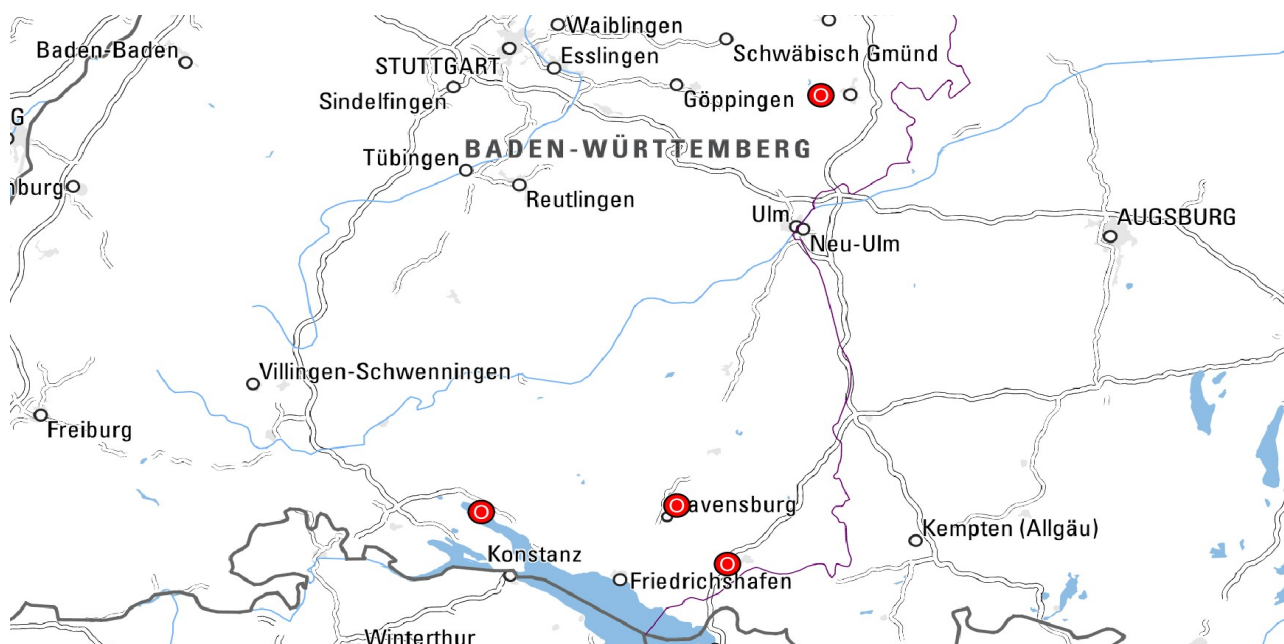 Waiblingen
Baden-Baden
Schwäbisch Gmünd
Esslingen
STUTTGART
Sindelfingen
Göppingen
O
G
BADEN-WÜRTTEMBERG
Tübingen
burg
Reutlingen
Ulm
AUGSBURG
Neu-Ulm
Villingen-Schwenningen
Freiburg
O
avensburg
O
Kempten (Allgäu)
Konstanz
O
Friedrichshafen
Winterthur